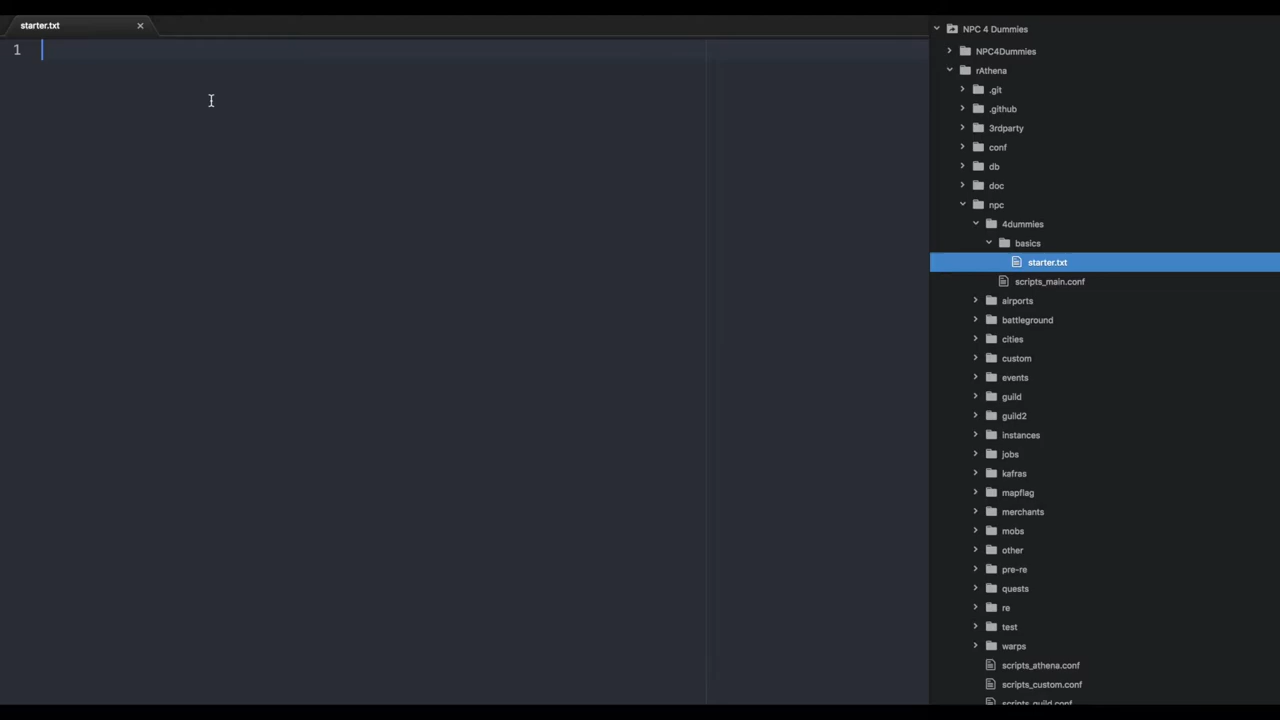 starter.txt
1
NPC 4 Dummies
NPC4Dummies
rAthena
.git
.github
3rdparty
conf
db
doc
npc
4dummies
basics
starter.txt
scripts_main.conf
airports
battleground
cities
custom
events
guild
guild2
instances
jobs
kafras
mapflag
merchants
mobs
other
pre-re
quests
re
test
warps
scripts_athena.conf
scripts_custom.conf
scripts_guild.conf